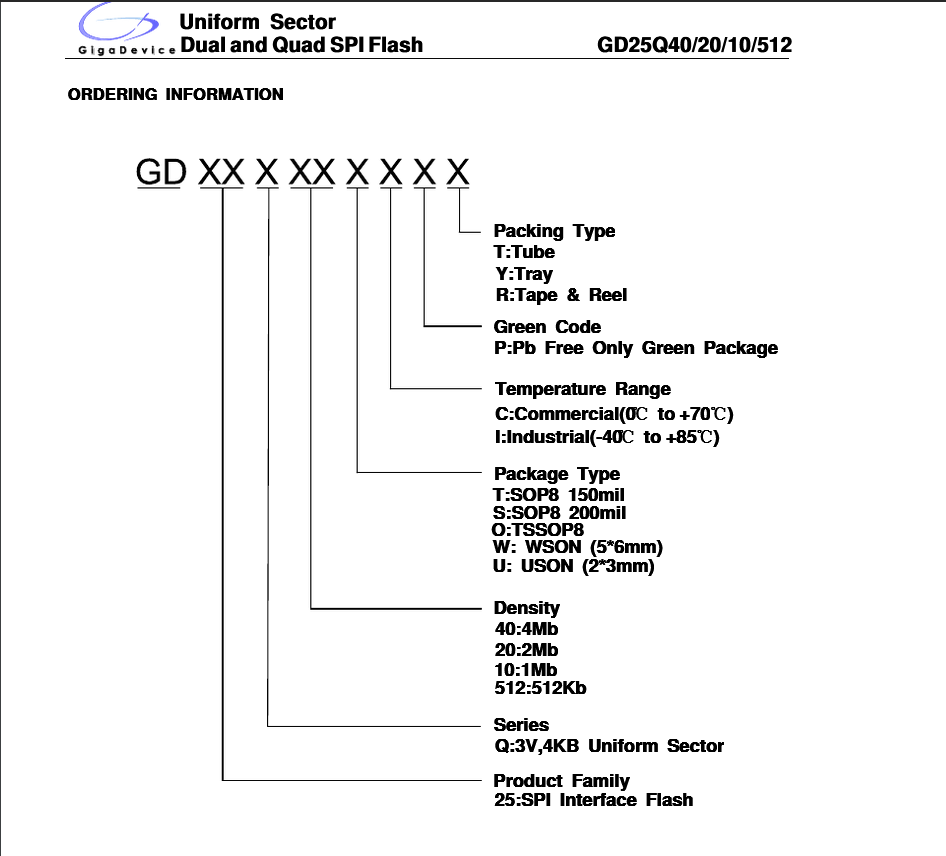 Uniform Sector
GigaDevice Dual and Quad SPI Flash GD25Q40/20/10/512
ORDERING INFORMATION
GD XX X XX X X X X
Packing Type
T:Tube
Y:Tray
R:Tape & Reel
Green Code
P:Pb Free Only Green Package
Temperature Range
C:Commercial(0℃ to +70℃)
I:Industrial(-40℃ to +85℃)
Package Type
T:SOP8 150mil
S:SOP8 200mil
O:TSSOP8
W: WSON (5*6mm)
U: USON (2*3mm)
Density
40:4Mb
20:2Mb
10:1Mb
512:512Kb
Series
Q:3V,4KB Uniform Sector
Product Family
25:SPI Interface Flash